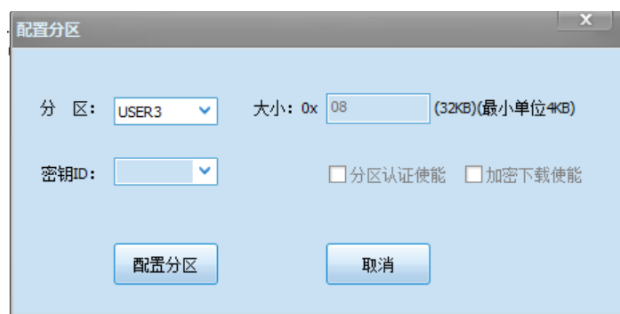 配置分区
x
分 区： USER3 大小：0x 08 (32KB)(最小单位4KB)
密钥ID： 分区认证使能 加密下载使能
配置分区 取消